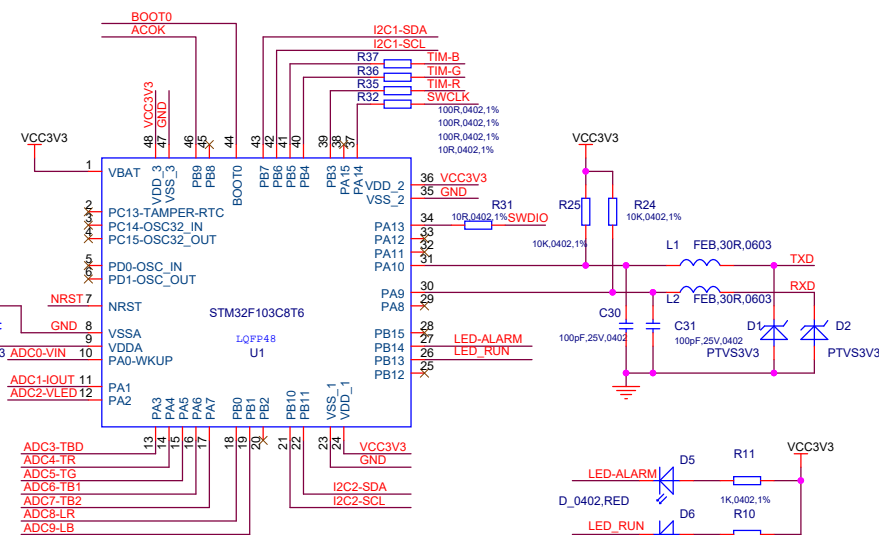 BOOT0
ACOK
I2C1-SDA
I2C1-SCL
R37 TIM-B
R36 TIM-G
R35 TIM-R
R32 SWCLK
100R,0402,1%
100R,0402,1%
100R,0402,1%
10R,0402,1%
VCC3V3
GND
VCC3V3
48 47 46 45 44 43 42 41 40 39 38 37
1 VBAT
VDD_3 VSS_3 PB9 PB8 BOOT0 PB7 PB6 PB5 PB4 PB3 PA15 PA14
2 PC13-TAMPER-RTC
3 PC14-OSC32_IN
4 PC15-OSC32_OUT
5 PD0-OSC_IN
6 PD1-OSC_OUT
NRST 7 NRST
GND 8 VSSA
9 VDDA
3 ADC0-VIN 10 PA0-WKUP
ADC1-IOUT 11 PA1
ADC2-VLED 12 PA2
STM32F103C8T6
LQFP48
U1
VDD_2 36 VCC3V3
VSS_2 35 GND
PA13 34 R31 SWDIO
10R,0402,1%
PA12 33
PA11 32
PA10 31
PA9 30
PA8 29
PB15 28
PB14 27 LED-ALARM
PB13 26 LED_RUN
PB12 25
PA3 PA4 PA5 PA6 PA7 PB0 PB1 PB2 PB10 PB11 VSS_1 VDD_1
13 14 15 16 17 18 19 20 21 22 23 24
ADC3-TBD
ADC4-TR
ADC5-TG
ADC6-TB1
ADC7-TB2
ADC8-LR
ADC9-LB
VCC3V3
GND
I2C2-SDA
I2C2-SCL
VCC3V3
R25 R24
10K,0402,1%
10K,0402,1%
L1 FEB,30R,0603
TXD
RXD
L2 FEB,30R,0603
C30
100pF,25V,0402
C31
100pF,25V,0402
D1 D2
PTVS3V3 PTVS3V3
VCC3V3
LED-ALARM D5 R11
D_0402,RED 1K,0402,1%
LED_RUN D6 R10